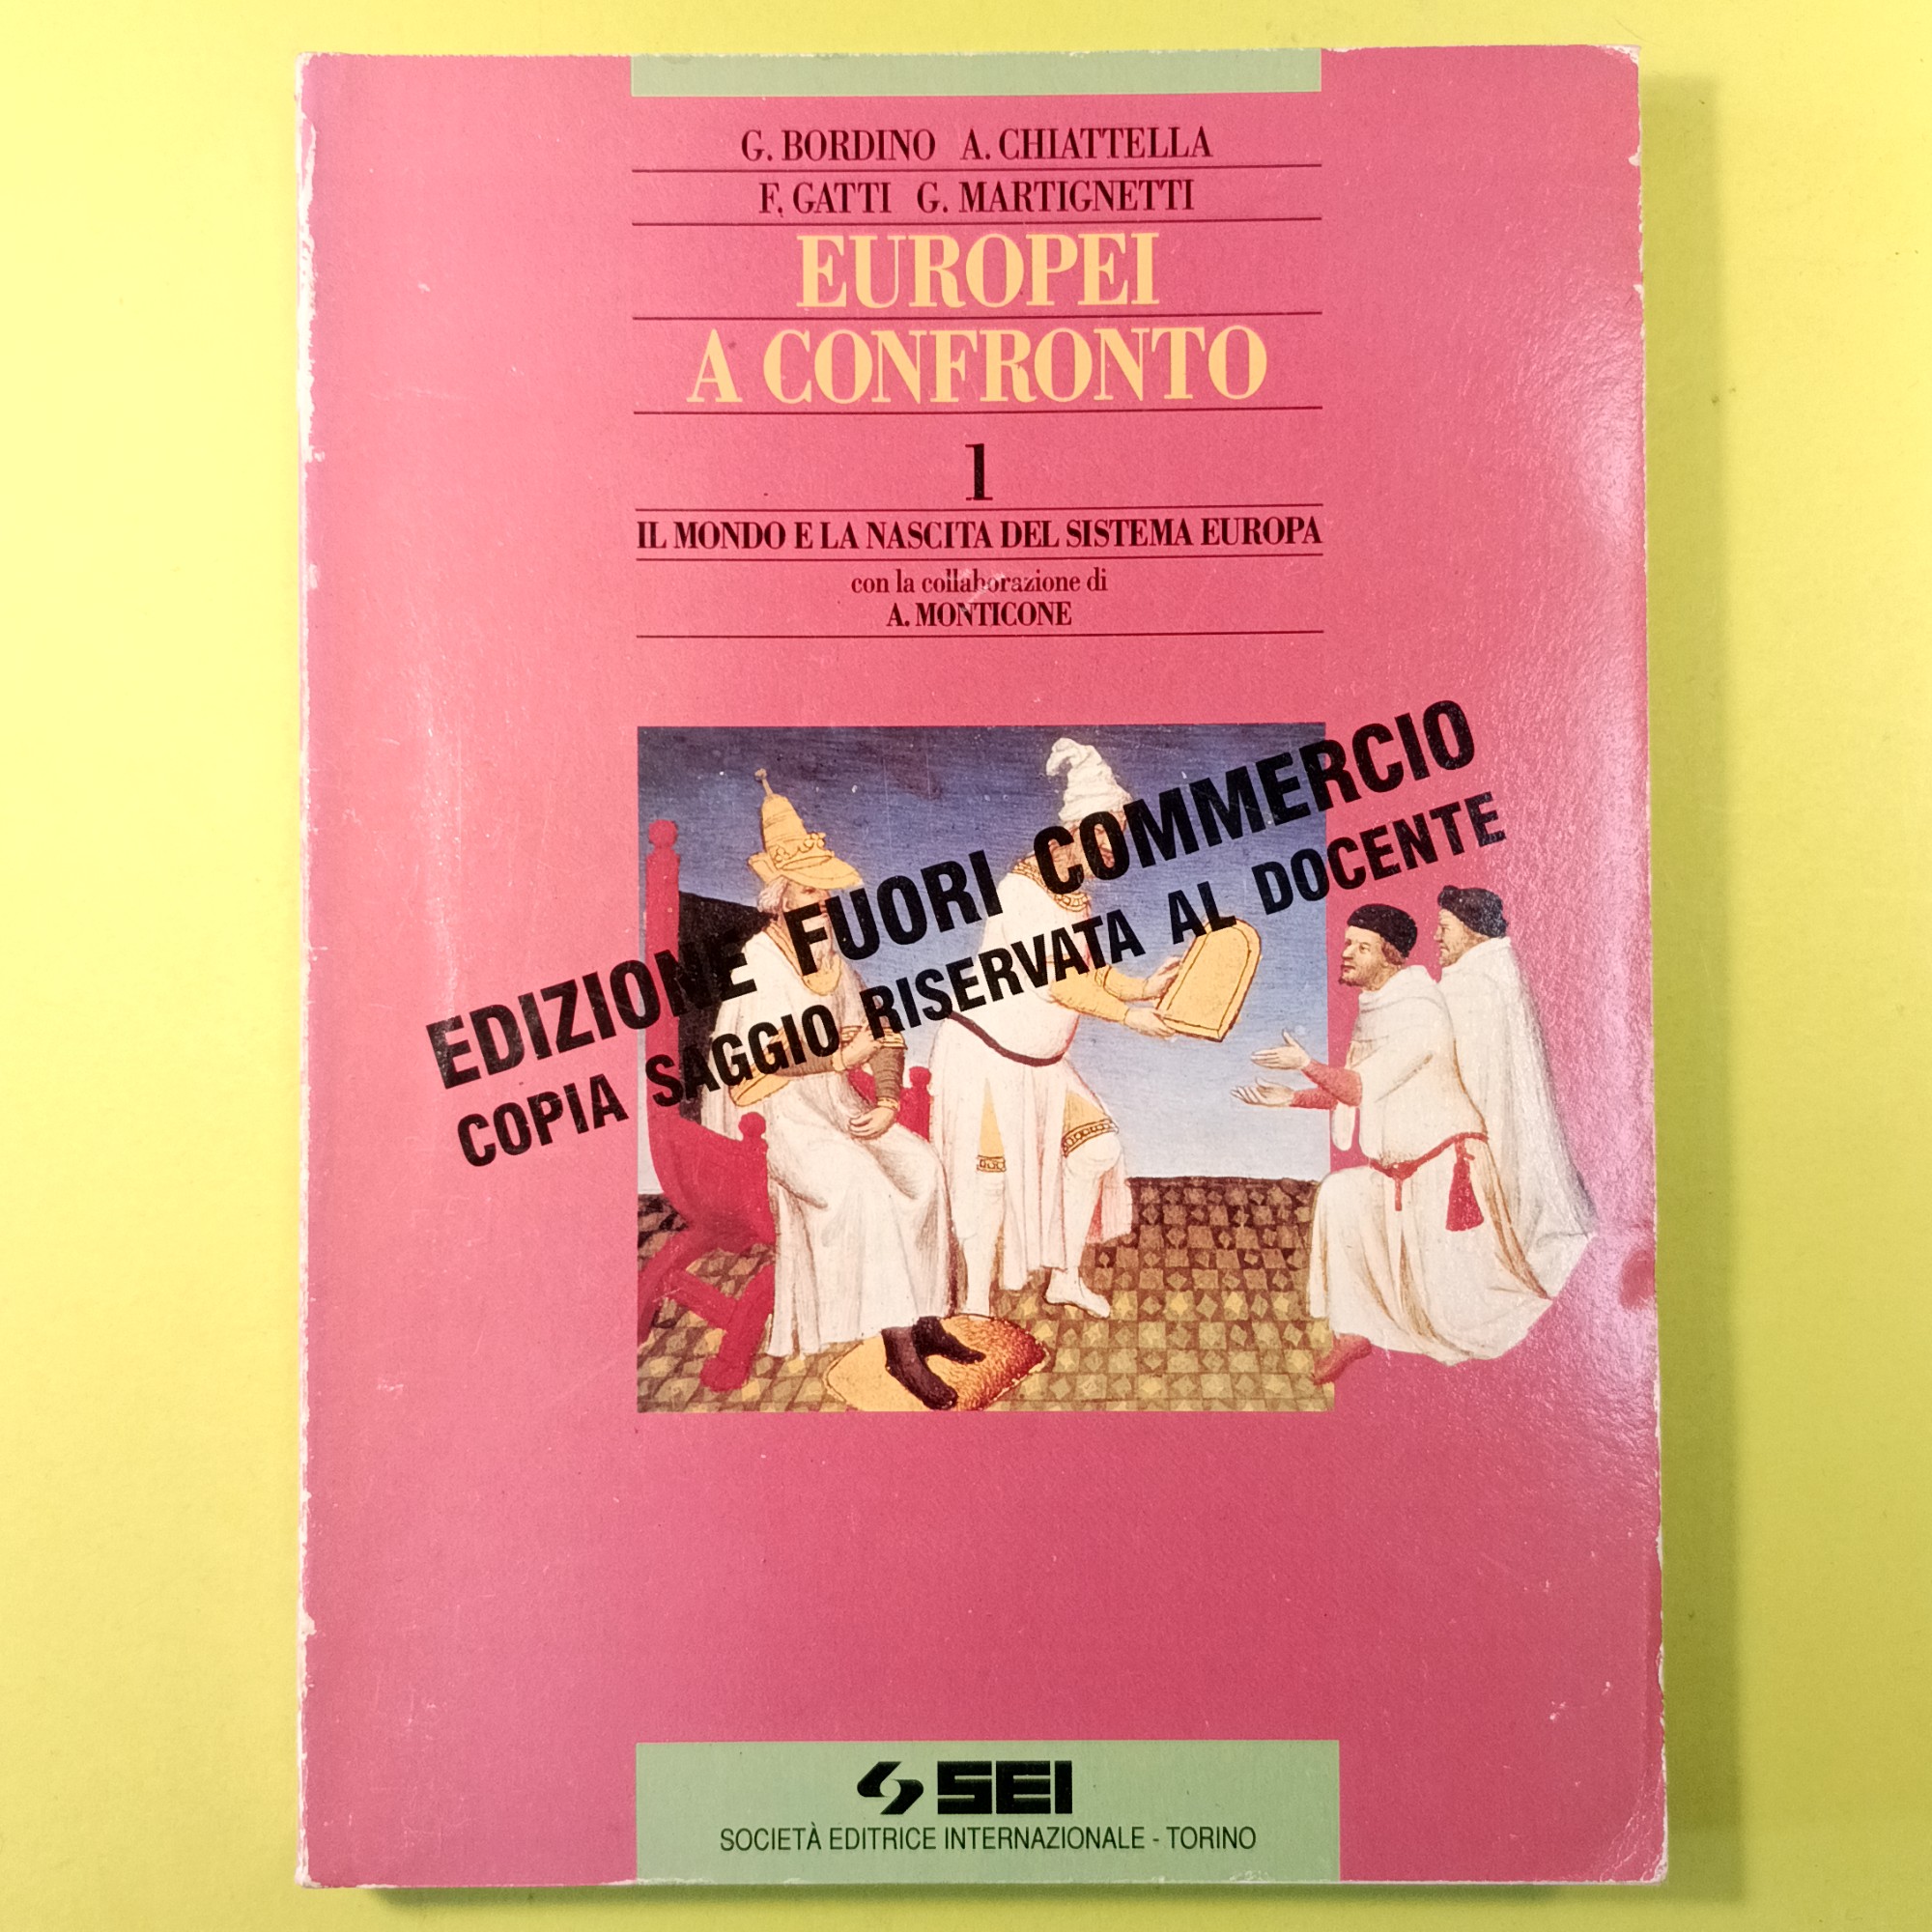 G. BORDINO A. CHIATTELLA
F. GATTI G. MARTIGNETTI
EUROPEI
A CONFRONTO
1
IL MONDO E LA NASCITA DEL SISTEMA EUROPA
con la collaborazione di
A. MONTICONE
EDIZIONE FUORI COMMERCIO
COPIA SAGGIO RISERVATA AL DOCENTE
SEI
SOCIETÀ EDITRICE INTERNAZIONALE - TORINO